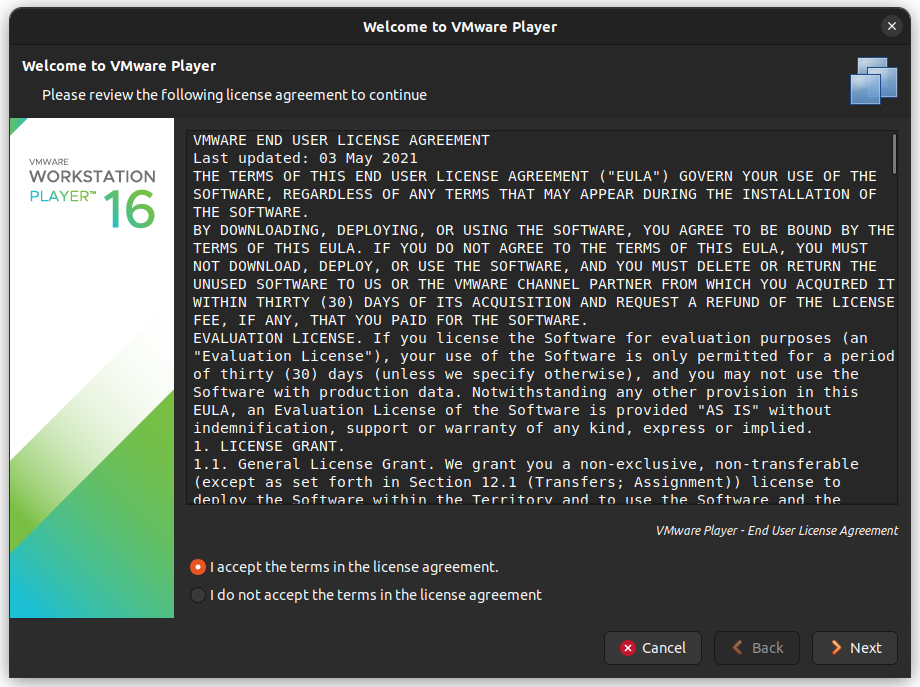 Welcome to VMware Player
Welcome to VMware Player
Please review the following license agreement to continue
VMWARE
WORKSTATION
PLAYER™ 16
VMWARE END USER LICENSE AGREEMENT
Last updated: 03 May 2021
THE TERMS OF THIS END USER LICENSE AGREEMENT ("EULA") GOVERN YOUR USE OF THE
SOFTWARE, REGARDLESS OF ANY TERMS THAT MAY APPEAR DURING THE INSTALLATION OF
THE SOFTWARE.
BY DOWNLOADING, DEPLOYING, OR USING THE SOFTWARE, YOU AGREE TO BE BOUND BY THE
TERMS OF THIS EULA. IF YOU DO NOT AGREE TO THE TERMS OF THIS EULA, YOU MUST
NOT DOWNLOAD, DEPLOY, OR USE THE SOFTWARE, AND YOU MUST DELETE OR RETURN THE
UNUSED SOFTWARE TO US OR THE VMWARE CHANNEL PARTNER FROM WHICH YOU ACQUIRED IT
WITHIN THIRTY (30) DAYS OF ITS ACQUISITION AND REQUEST A REFUND OF THE LICENSE
FEE, IF ANY, THAT YOU PAID FOR THE SOFTWARE.
EVALUATION LICENSE. If you license the Software for evaluation purposes (an
"Evaluation License"), your use of the Software is only permitted for a period
of thirty (30) days (unless we specify otherwise), and you may not use the
Software with production data. Notwithstanding any other provision in this
EULA, an Evaluation License of the Software is provided "AS IS" without
indemnification, support or warranty of any kind, express or implied.
1. LICENSE GRANT.
1.1. General License Grant. We grant you a non-exclusive, non-transferable
(except as set forth in Section 12.1 (Transfers; Assignment)) license to
deploy the Software within the Territory and to use the Software and the
VMware Player - End User License Agreement
I accept the terms in the license agreement.
I do not accept the terms in the license agreement
Cancel
Back
Next